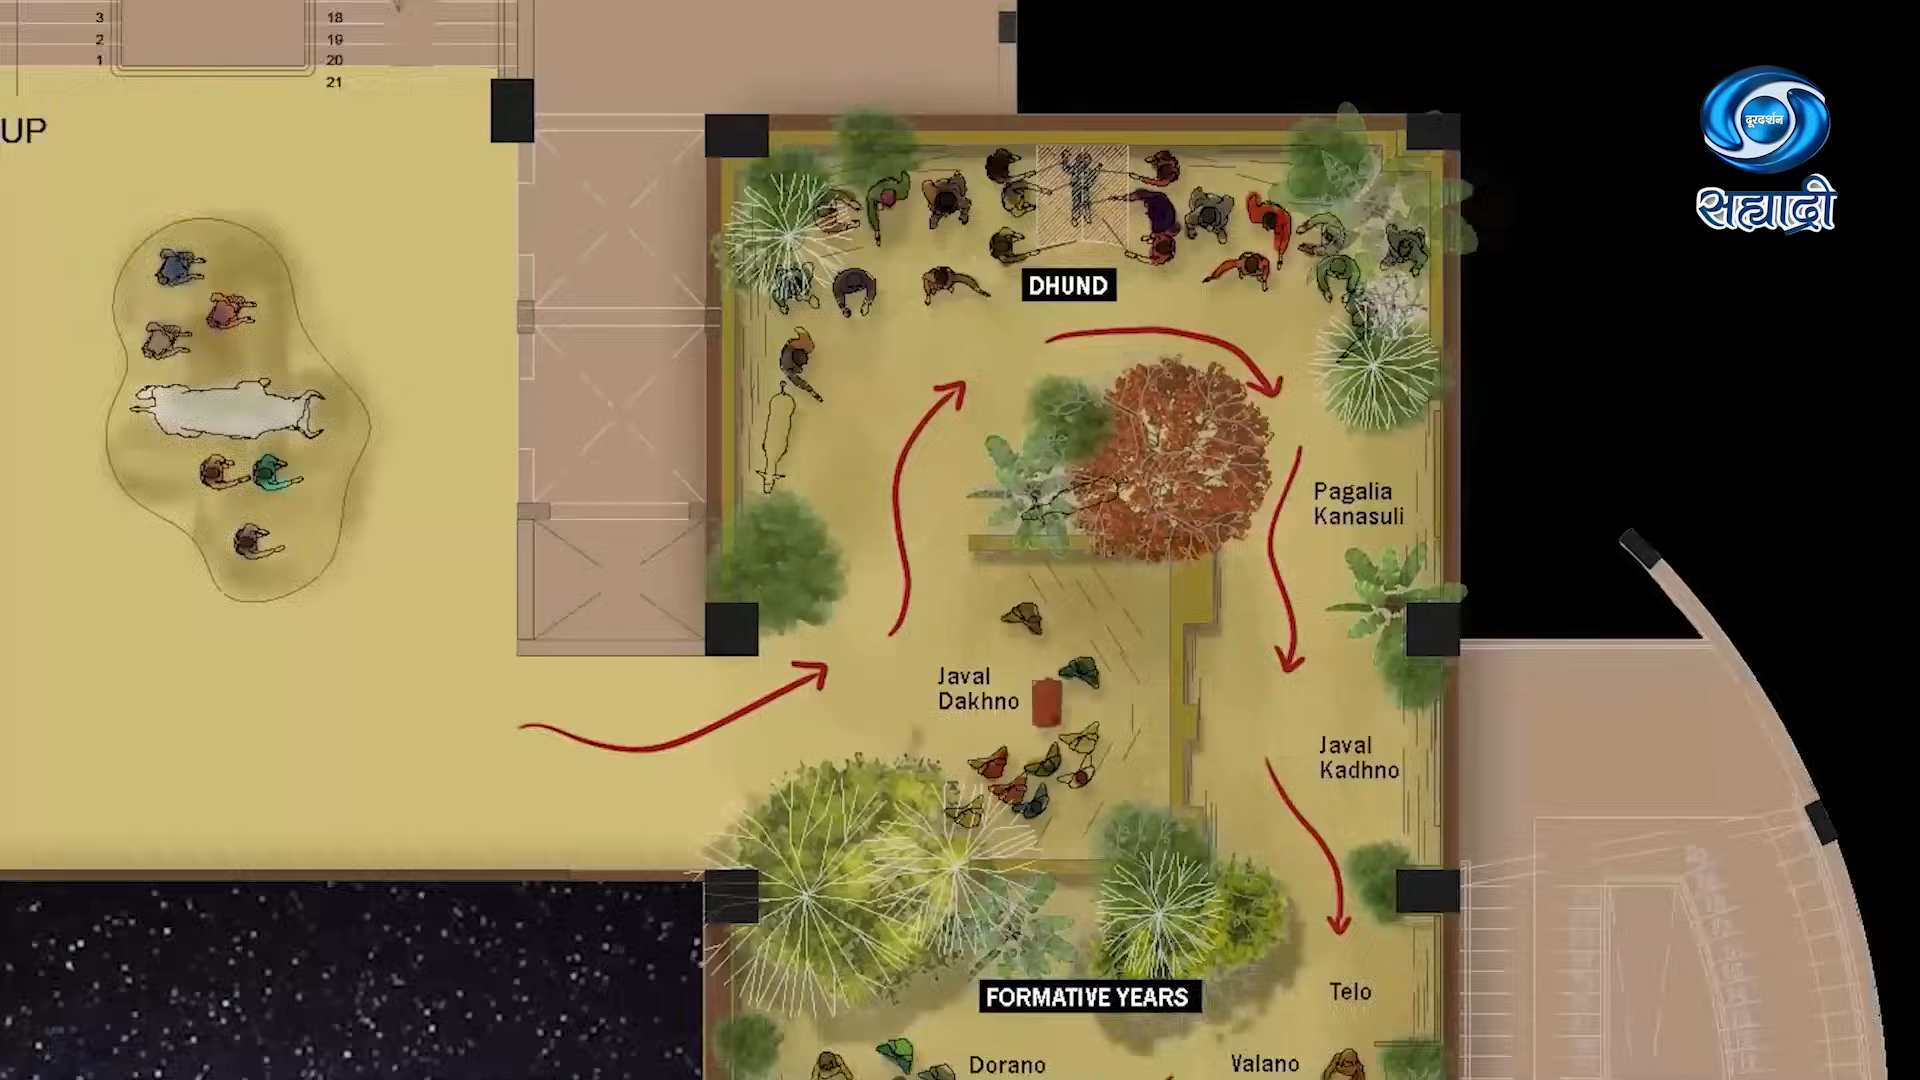 3
2
1
18
19
20
21
UP
दूरदर्शन
सह्याद्री
DHUND
Pagalia
Kanasuli
Javal
Dakhno
Javal
Kadhno
FORMATIVE YEARS
Telo
Dorano
Valano